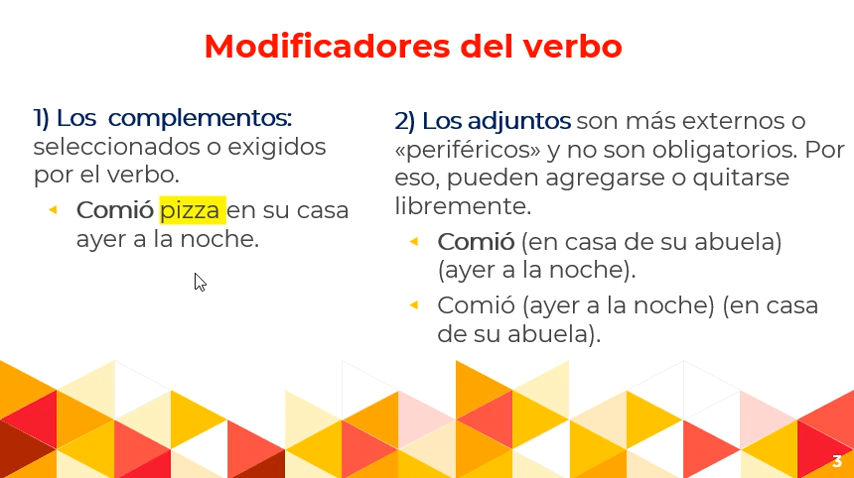 Modificadores del verbo
1) Los complementos:
seleccionados o exigidos
por el verbo.
Comió pizza en su casa
ayer a la noche.
2) Los adjuntos son más externos o
«periféricos» y no son obligatorios. Por
eso, pueden agregarse o quitarse
libremente.
Comió (en casa de su abuela)
(ayer a la noche).
Comió (ayer a la noche) (en casa
de su abuela).
3